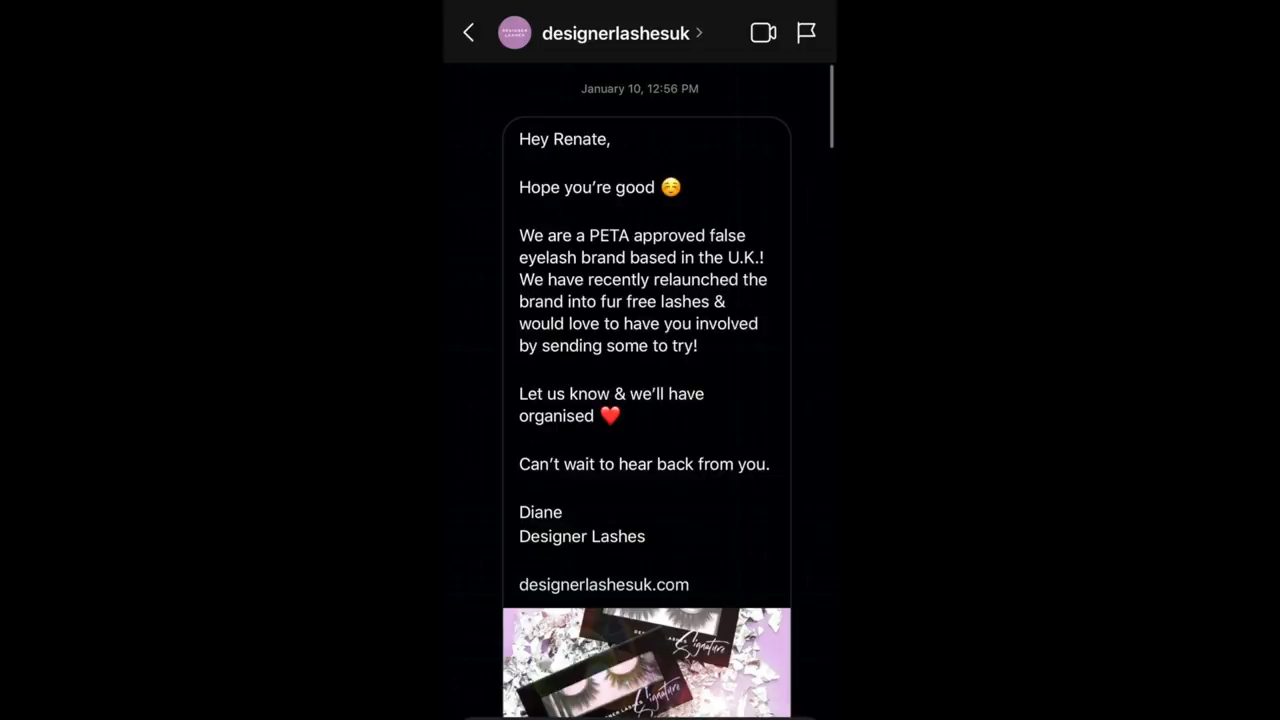 designerlashesuk
January 10, 12:56 PM
Hey Renate,
Hope you’re good ☺️
We are a PETA approved false
eyelash brand based in the U.K.!
We have recently relaunched the
brand into fur free lashes &
would love to have you involved
by sending some to try!
Let us know & we’ll have
organised ❤️
Can’t wait to hear back from you.
Diane
Designer Lashes
designerlashesuk.com
Signature
Signature